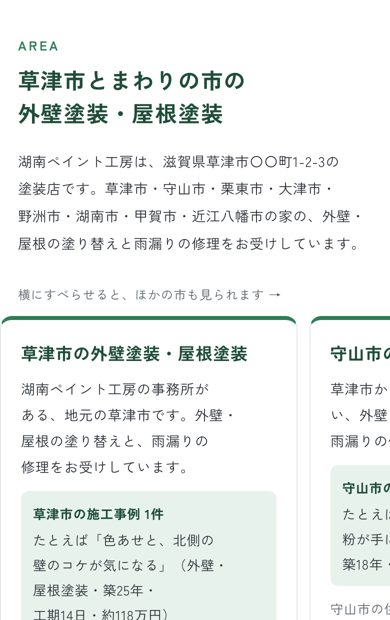 AREA
草津市とまわりの市の
外壁塗装・屋根塗装
湖南ペイント工房は、滋賀県草津市〇〇町1-2-3の
塗装店です。草津市・守山市・栗東市・大津市・
野洲市・湖南市・甲賀市・近江八幡市の家の、外壁・
屋根の塗り替えと雨漏りの修理をお受けしています。
横にすべらせると、ほかの市も見られます →
草津市の外壁塗装・屋根塗装
湖南ペイント工房の事務所が
ある、地元の草津市です。外壁・
屋根の塗り替えと、雨漏りの
修理をお受けしています。
草津市の施工事例 1件
たとえば「色あせと、北側の
壁のコケが気になる」（外壁・
屋根塗装・築25年・
工期14日・約118万円）
守山市の
草津市か
い、外壁
雨漏りの
守山市の
たとえ
粉が手に
築18年・
守山市の住